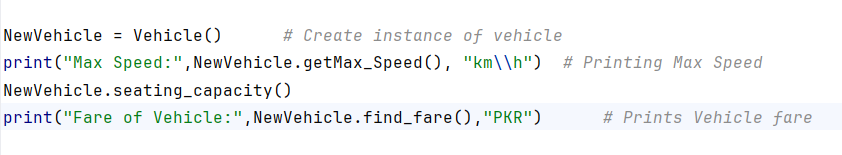 NewVehicle = Vehicle()      # Create instance of vehicle
print("Max Speed:",NewVehicle.getMax_Speed(), "km\\h")  # Printing Max Speed
NewVehicle.seating_capacity()
print("Fare of Vehicle:",NewVehicle.find_fare(),"PKR")      # Prints Vehicle fare